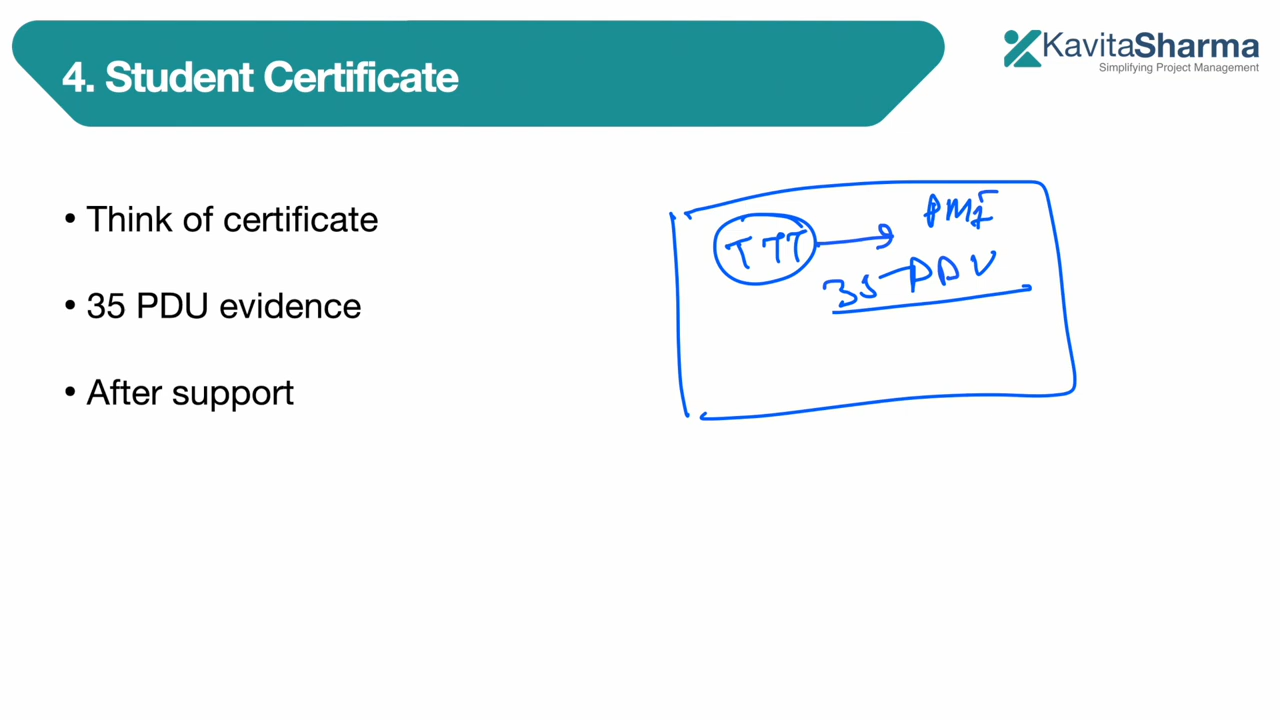 4. Student Certificate
KavitaSharma
Simplifying Project Management
• Think of certificate
• 35 PDU evidence
• After support
TTT
PMI
35 PDU